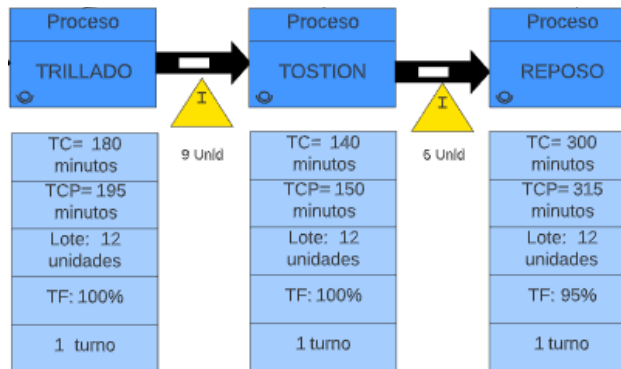 Proceso
TRILLADO
I
9 Unid
Proceso
TOSTION
I
6 Unid
Proceso
REPOSO
TC= 180
minutos
TCP= 195
minutos
Lote: 12
unidades
TF: 100%
1 turno
TC= 140
minutos
TCP= 150
minutos
Lote: 12
unidades
TF: 100%
1 turno
TC= 300
minutos
TCP= 315
minutos
Lote: 12
unidades
TF: 95%
1 turno